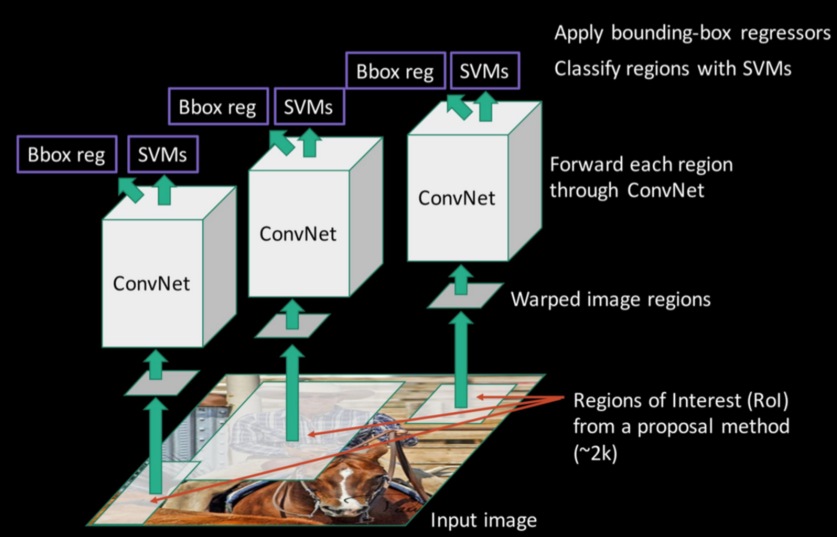 Apply bounding-box regressors
Bbox reg
SVMs
Classify regions with SVMs
Bbox reg
SVMs
Bbox reg
SVMs
Forward each region
through ConvNet
ConvNet
ConvNet
ConvNet
Warped image regions
Regions of Interest (RoI)
from a proposal method
(~2k)
Input image